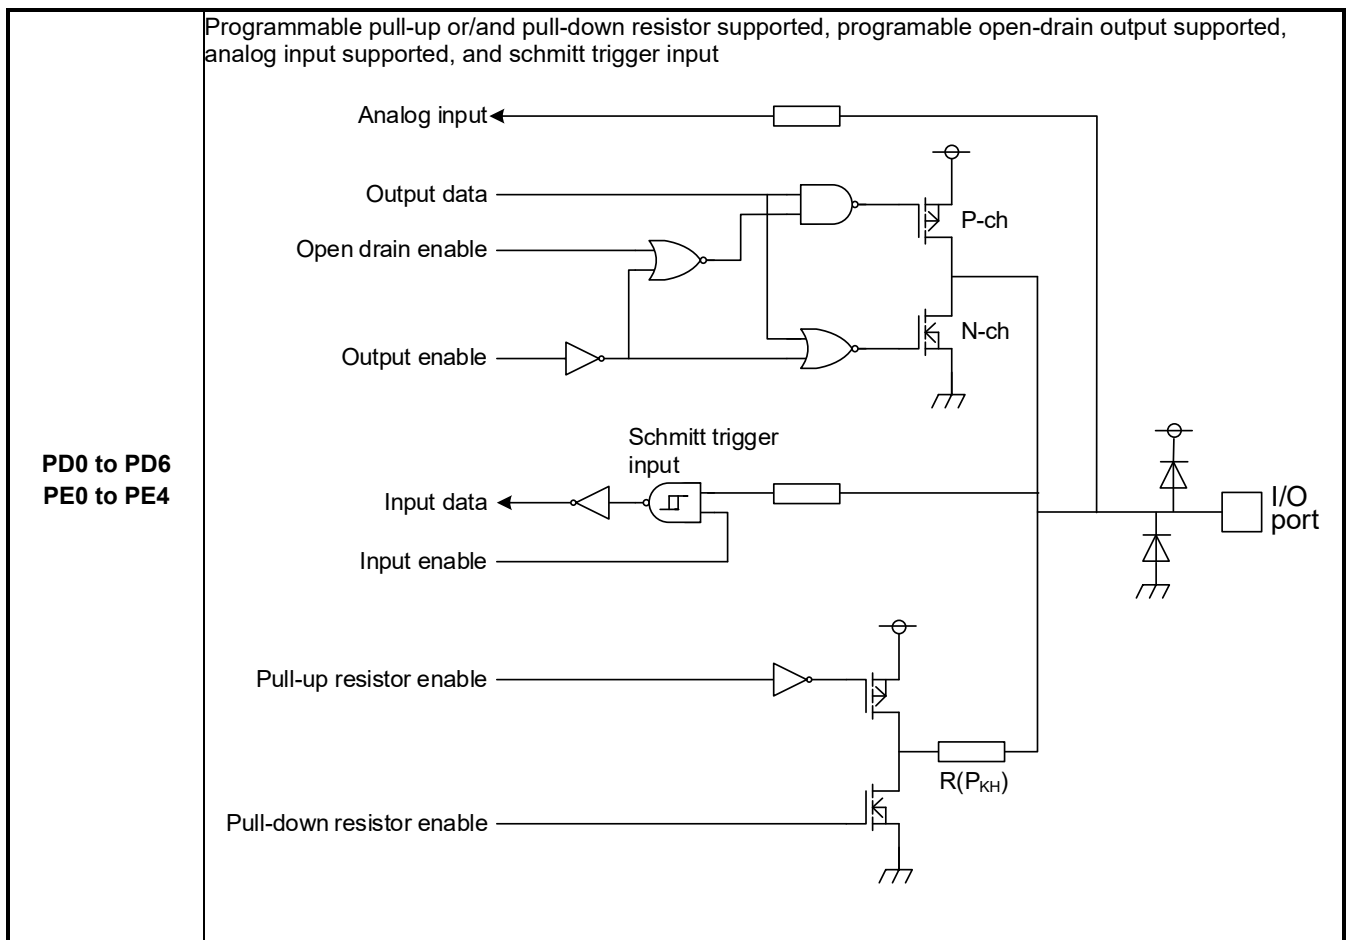 Programmable pull-up or/and pull-down resistor supported, programable open-drain output supported,
analog input supported, and schmitt trigger input
Analog input
Output data
P-ch
Open drain enable
N-ch
Output enable
Schmitt trigger
input
PD0 to PD6
PE0 to PE4
Input data
I/O
port
Input enable
Pull-up resistor enable
R(PKH)
Pull-down resistor enable